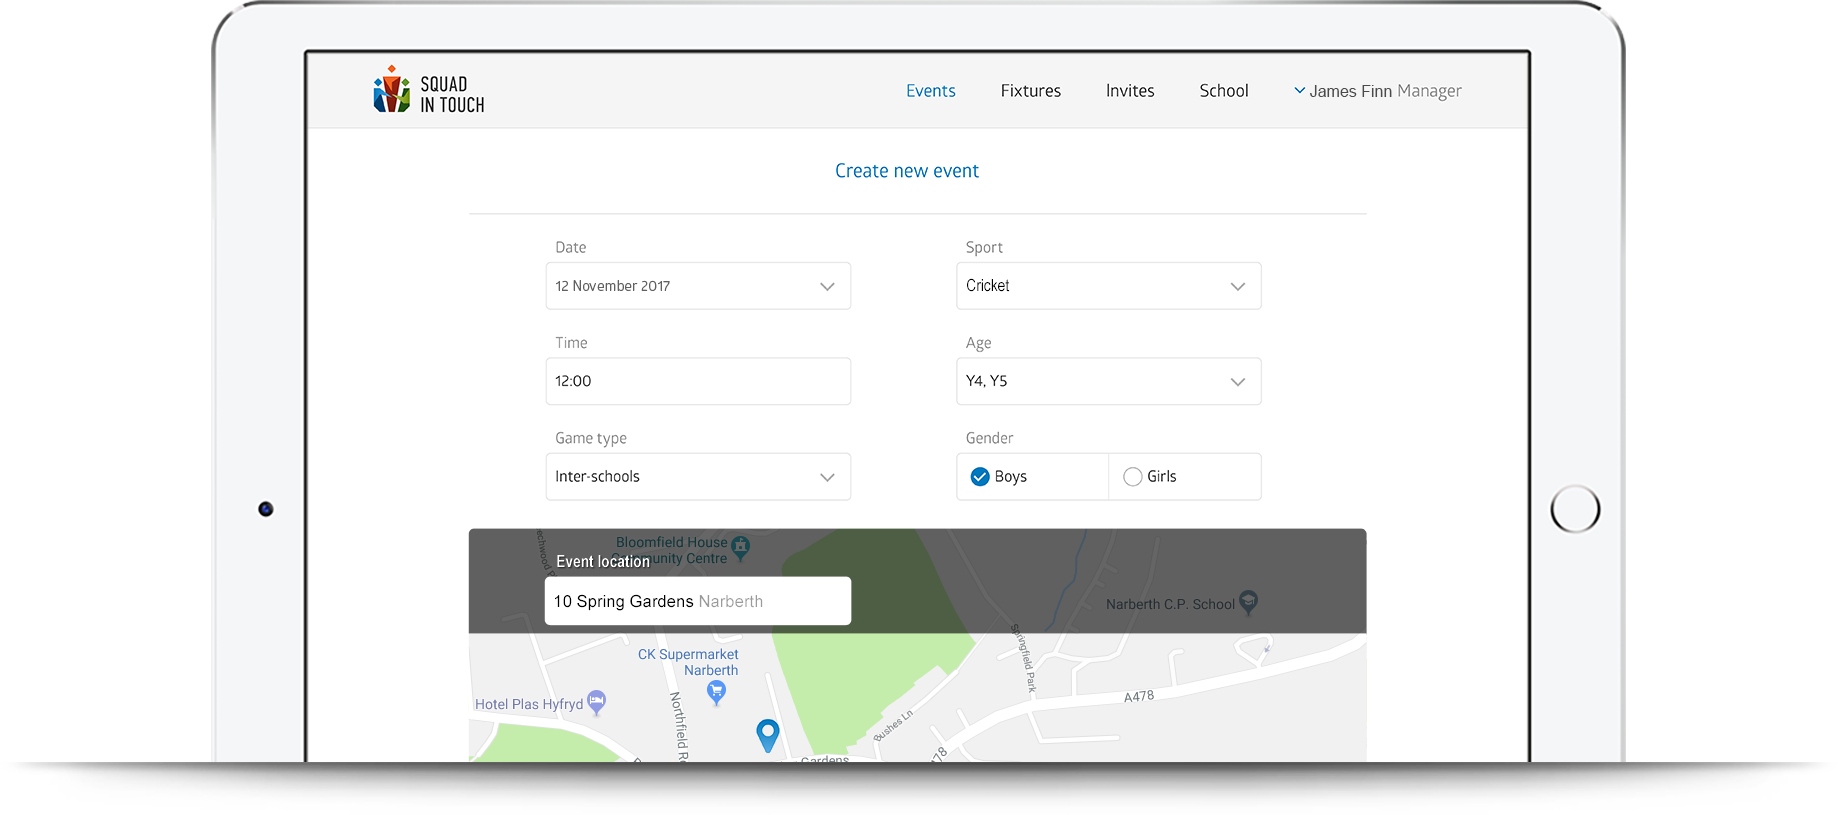 SQUAD
IN TOUCH
Events
Fixtures
Invites
School
James Finn Manager
Create new event
Date
12 November 2017
Sport
Cricket
Time
12:00
Age
Y4, Y5
Game type
Inter-schools
Gender
Boys
Girls
Bloomfield House
Community Centre
Event location
10 Spring Gardens Narberth
Narberth C.P. School
CK Supermarket
Narberth
Springfield Park
Hotel Plas Hyfryd
Northfield
A478
Bushes Ln
Gardens